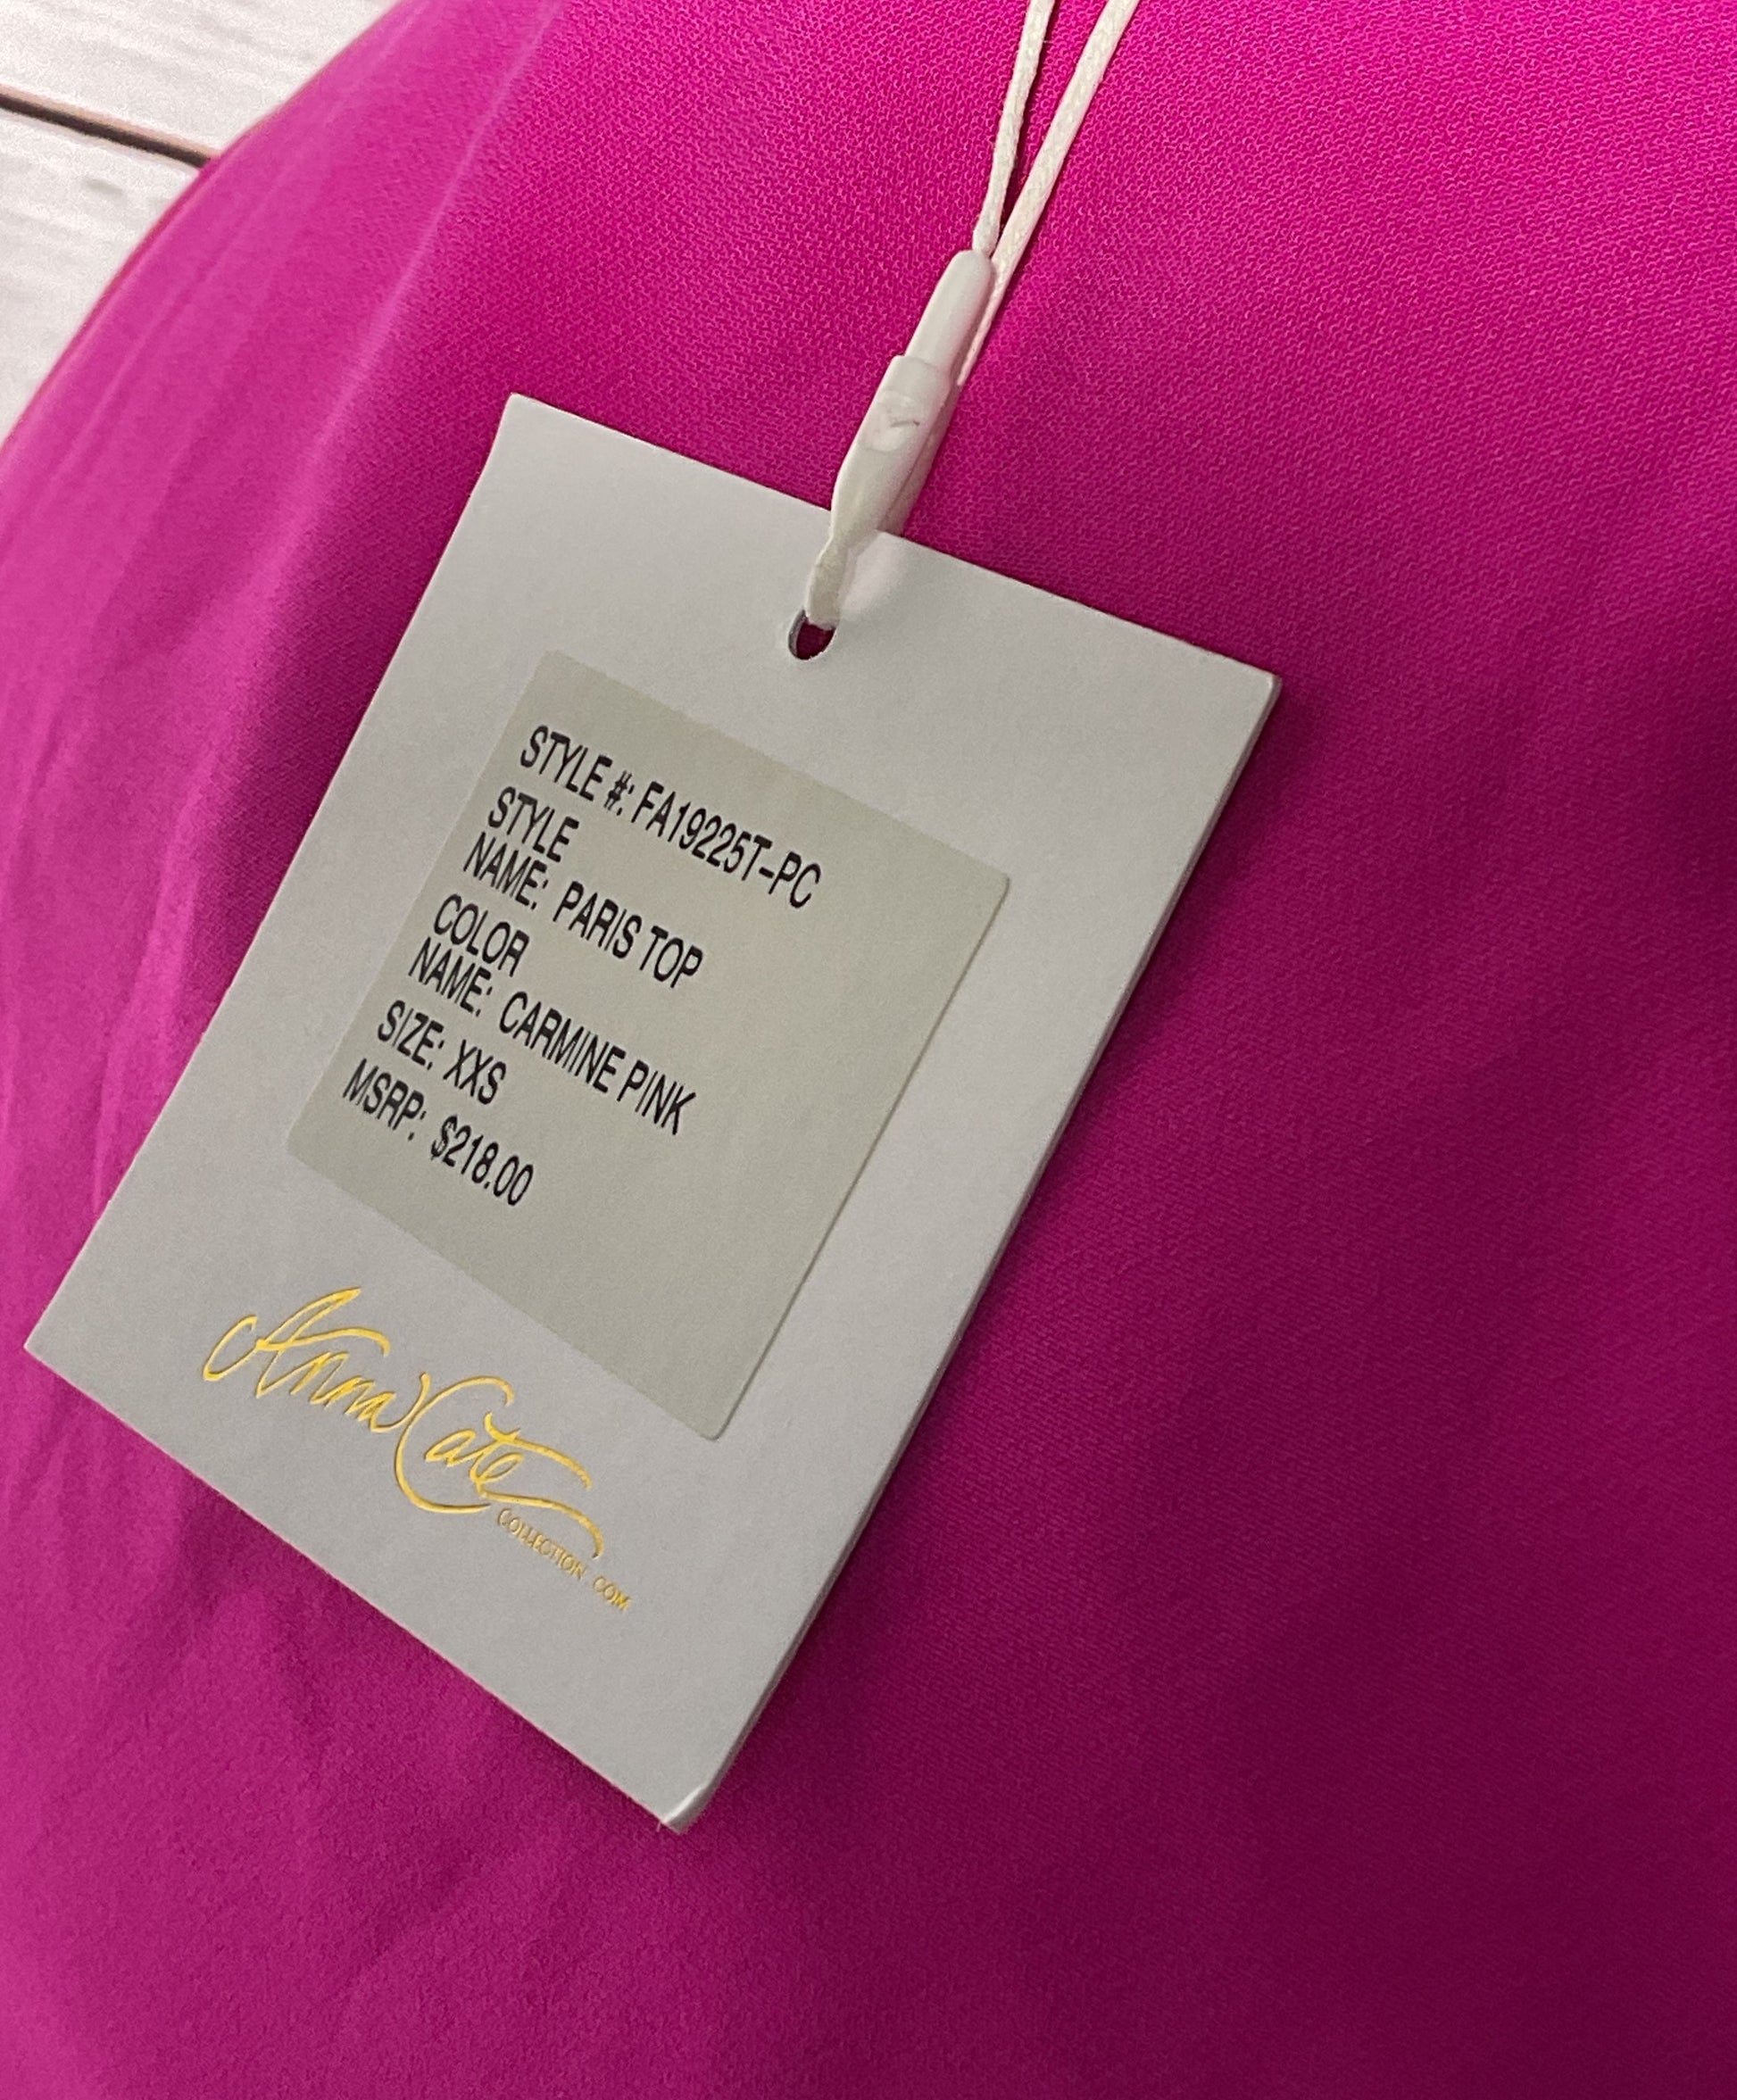 STYLE #: FA19225T-PC
STYLE
NAME: PARIS TOP
COLOR
NAME: CARMINE PINK
SIZE: XXS
MSRP: $218.00
Anna Cate
COLLECTION.COM